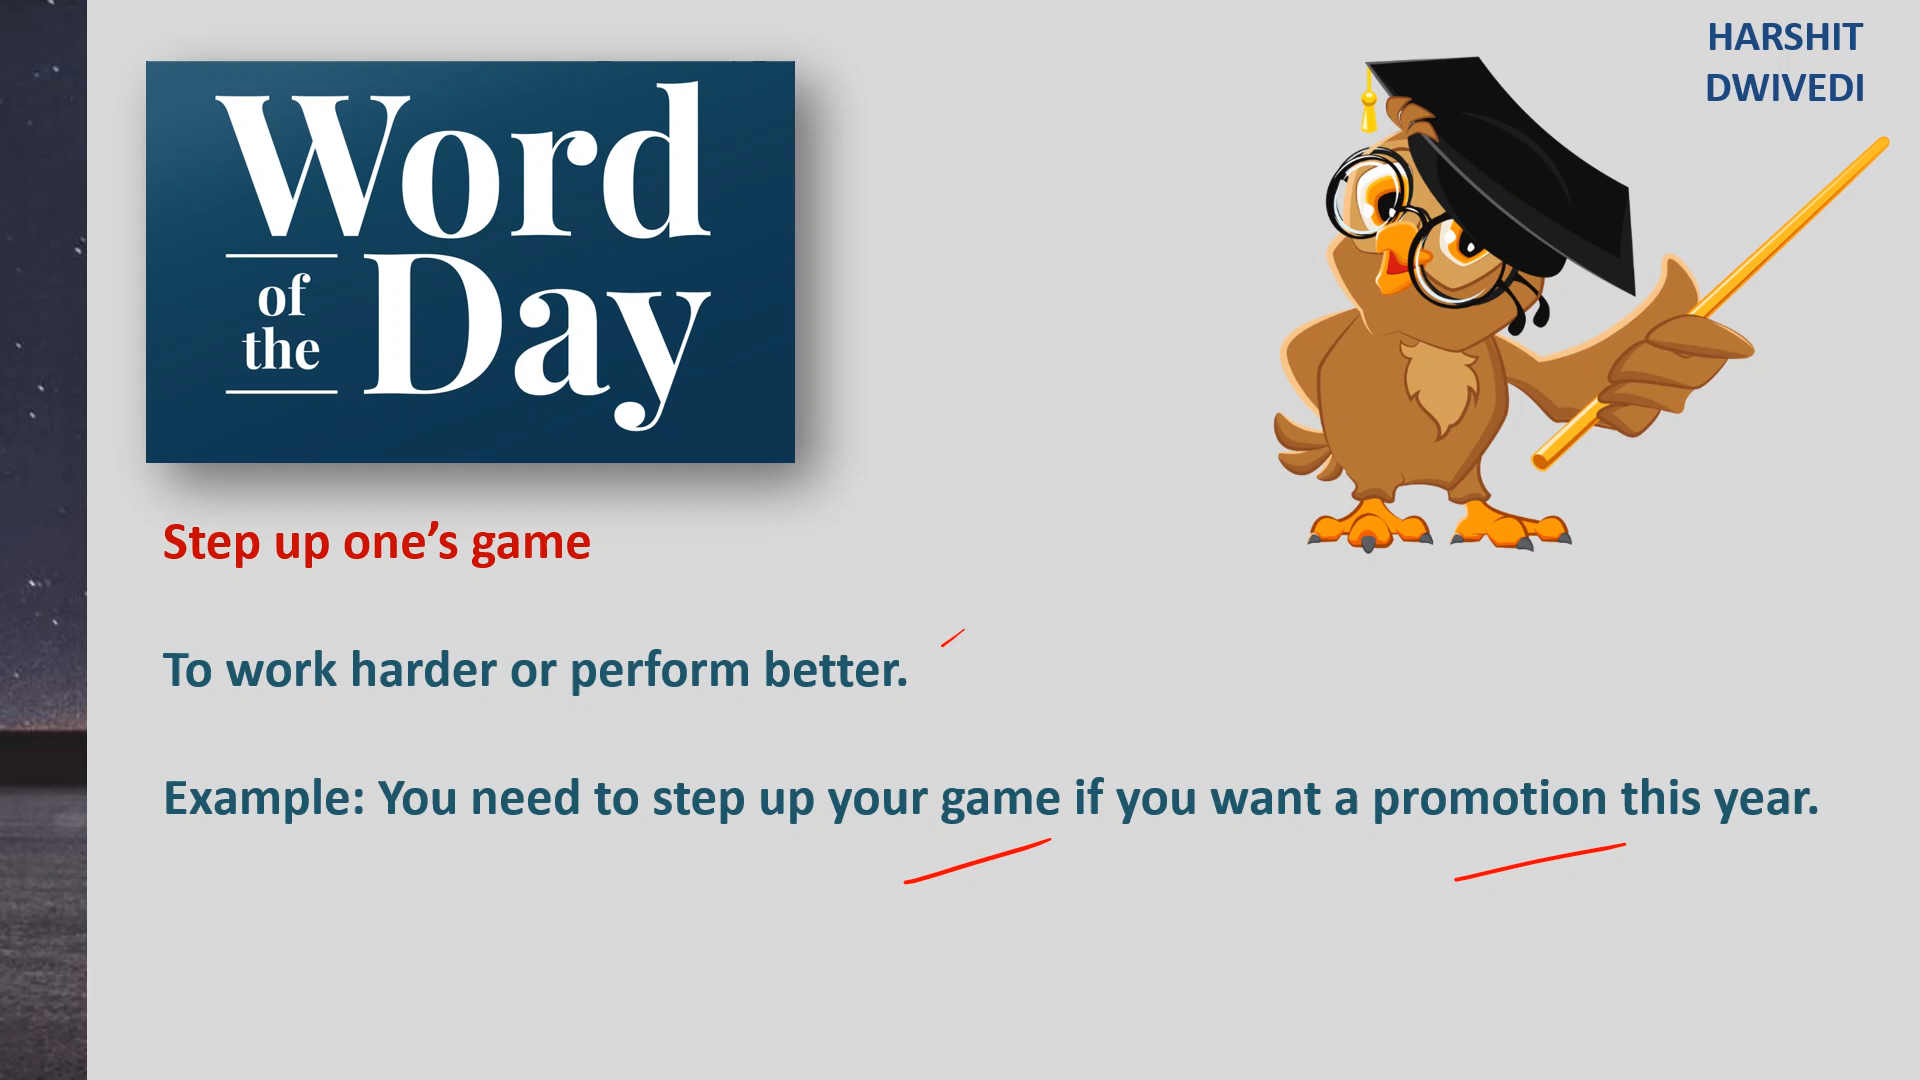 HARSHIT
DWIVEDI
Word
of the Day
Step up one’s game
To work harder or perform better.
Example: You need to step up your game if you want a promotion this year.